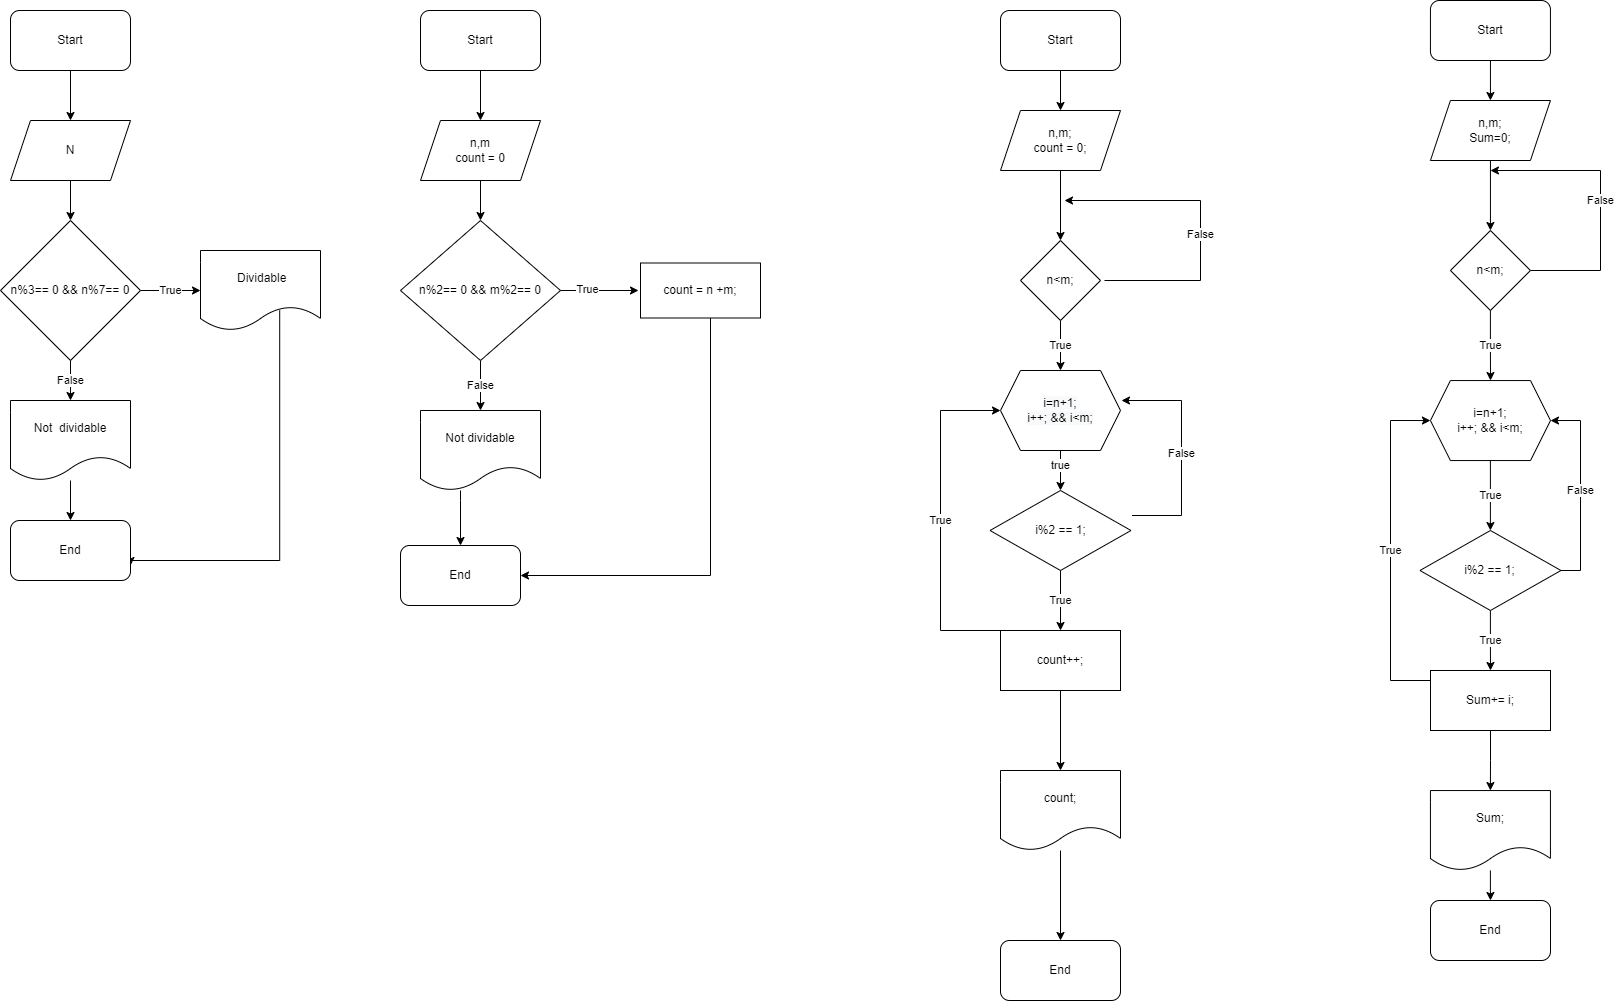 Start
N
n%3== 0 && n%7== 0
True
Dividable
False
Not  dividable
End
Start
n,m
count = 0
n%2== 0 && m%2== 0
True
count = n +m;
False
Not dividable
End
Start
n,m;
count = 0;
False
n<m;
True
i=n+1;
i++; && i<m;
False
true
True
i%2 == 1;
True
count++;
count;
End
Start
n,m;
Sum=0;
False
n<m;
True
i=n+1;
i++; && i<m;
True
False
True
i%2 == 1;
True
Sum+= i;
Sum;
End